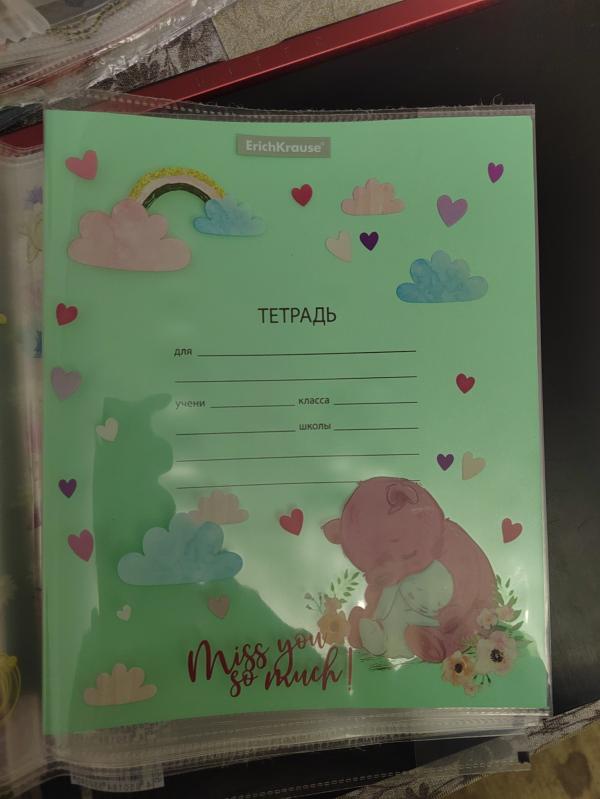 ErichKrause®
ТЕТРАДЬ
для
учени класса
школы
Miss you
so much!